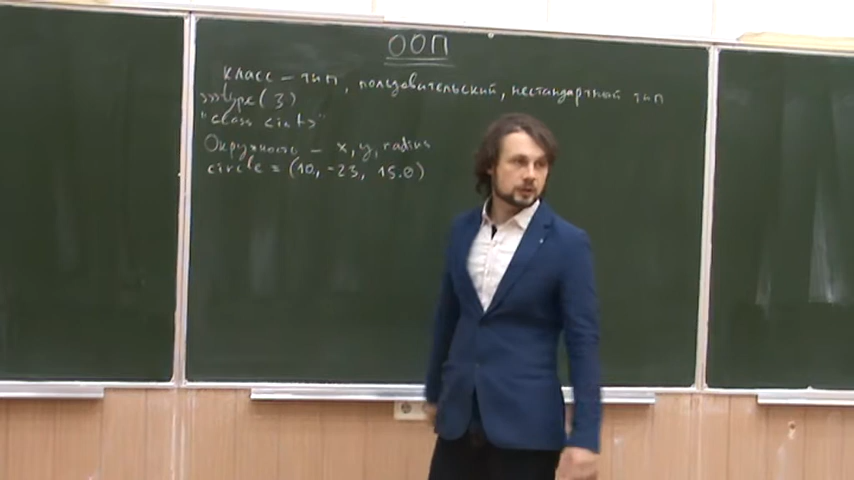 ООП
класс – тип, пользовательский, нестандартный тип
>>> type(3)
"<class <int>"
Окружность – x, y, radius
circle = (10, -23, 15.0)